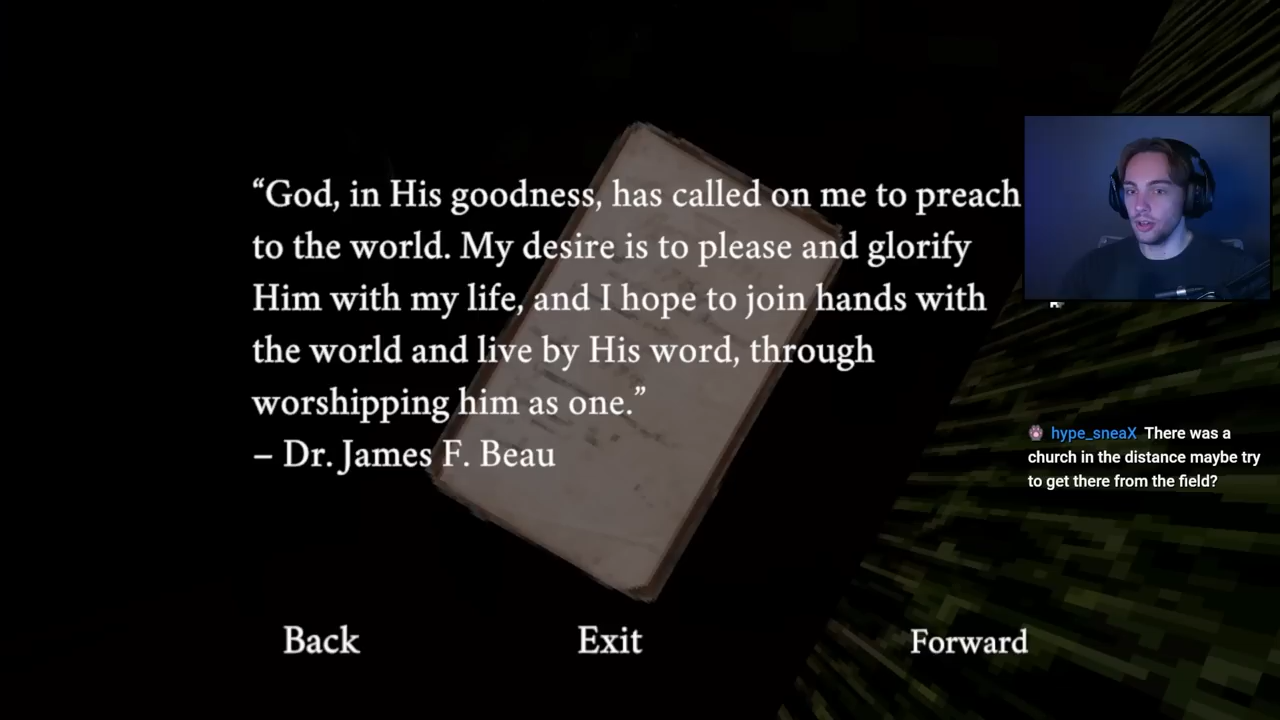 “God, in His goodness, has called on me to preach
to the world. My desire is to please and glorify
Him with my life, and I hope to join hands with
the world and live by His word, through
worshipping him as one.”
– Dr. James F. Beau
hype_sneaX There was a
church in the distance maybe try
to get there from the field?
Back Exit Forward